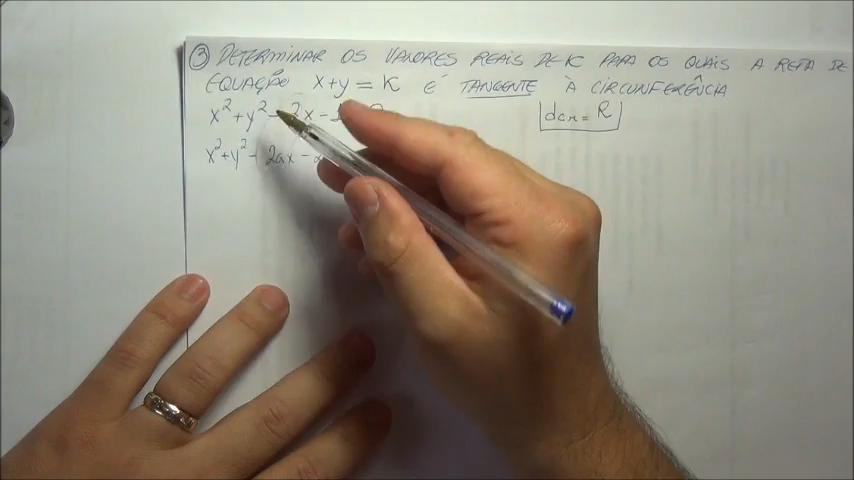 ③ DETERMINAR OS VALORES REAIS DE K PARA OS QUAIS A RETA DE
EQUAÇÃO x+y=K É TANGENTE À CIRCUNFERÊNCIA
x²+y²-2x-
dcr=R
x²+y²-2ax-